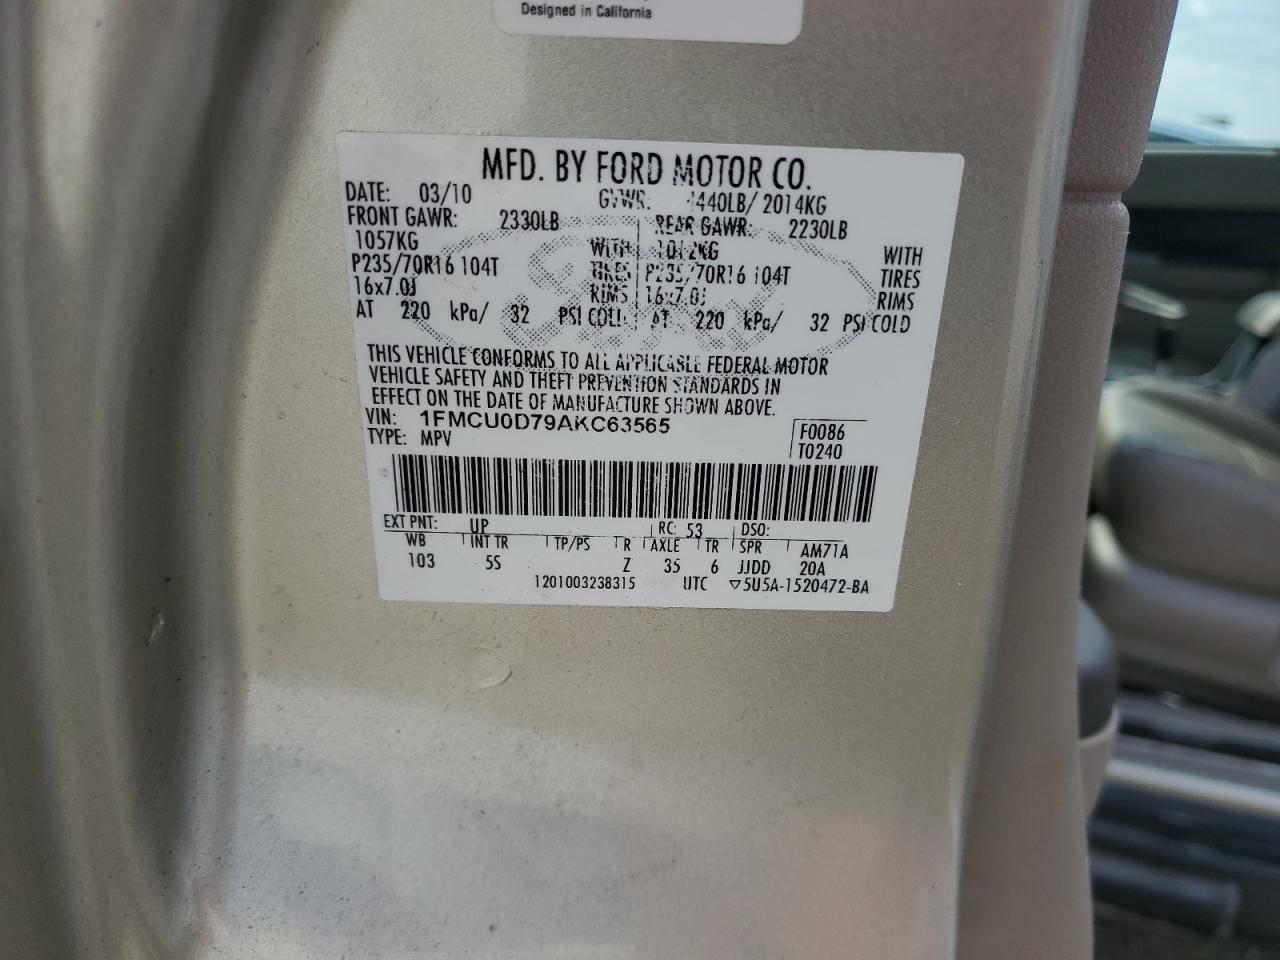 Designed in California
MFD. BY FORD MOTOR CO.
DATE: 03/10 GVWR: 4440LB/ 2014KG
FRONT GAWR: 2330LB REAR GAWR: 2230LB
1057KG WITH 1012KG WITH
P235/70R16 104T TIRES P235/70R16 104T TIRES
16x7.0J RIMS 16x7.0J RIMS
AT 220 kPa/ 32 PSI COLD AT 220 kPa/ 32 PSI COLD
THIS VEHICLE CONFORMS TO ALL APPLICABLE FEDERAL MOTOR
VEHICLE SAFETY AND THEFT PREVENTION STANDARDS IN
EFFECT ON THE DATE OF MANUFACTURE SHOWN ABOVE.
VIN: 1FMCU0D79AKC63565
TYPE: MPV
F0086
T0240
EXT PNT: UP RC: 53 DSO:
WB INT TR TP/PS R AXLE TR SPR AM71A
103 5S Z 35 6 JJDD 20A
1201003238315 UTC ▽5U5A-1520472-BA